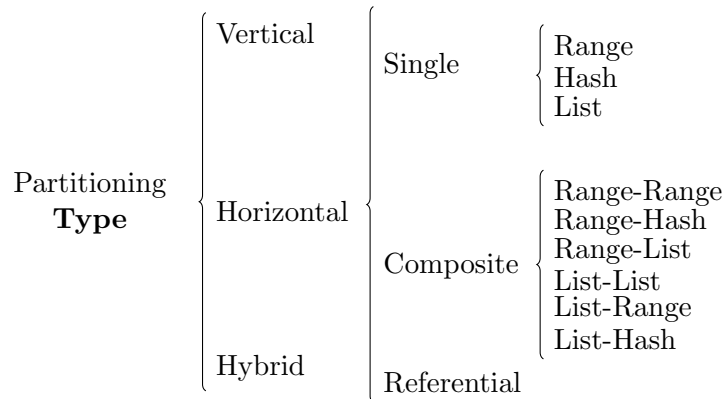 Partitioning
Type
Vertical
Horizontal
Hybrid
Single
Composite
Referential
Range
Hash
List
Range-Range
Range-Hash
Range-List
List-List
List-Range
List-Hash